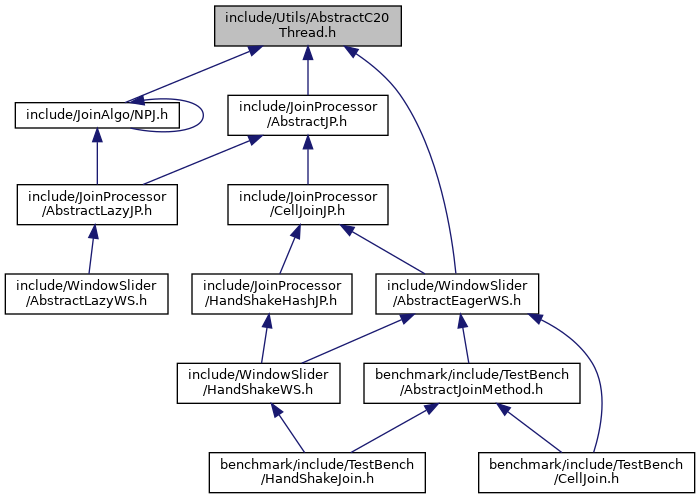 include/Utils/AbstractC20
Thread.h
include/JoinAlgo/NPJ.h
include/JoinProcessor
/AbstractJP.h
include/JoinProcessor
/AbstractLazyJP.h
include/JoinProcessor
/CellJoinJP.h
include/WindowSlider
/AbstractLazyWS.h
include/JoinProcessor
/HandShakeHashJP.h
include/WindowSlider
/AbstractEagerWS.h
include/WindowSlider
/HandShakeWS.h
benchmark/include/TestBench
/AbstractJoinMethod.h
benchmark/include/TestBench
/HandShakeJoin.h
benchmark/include/TestBench
/CellJoin.h